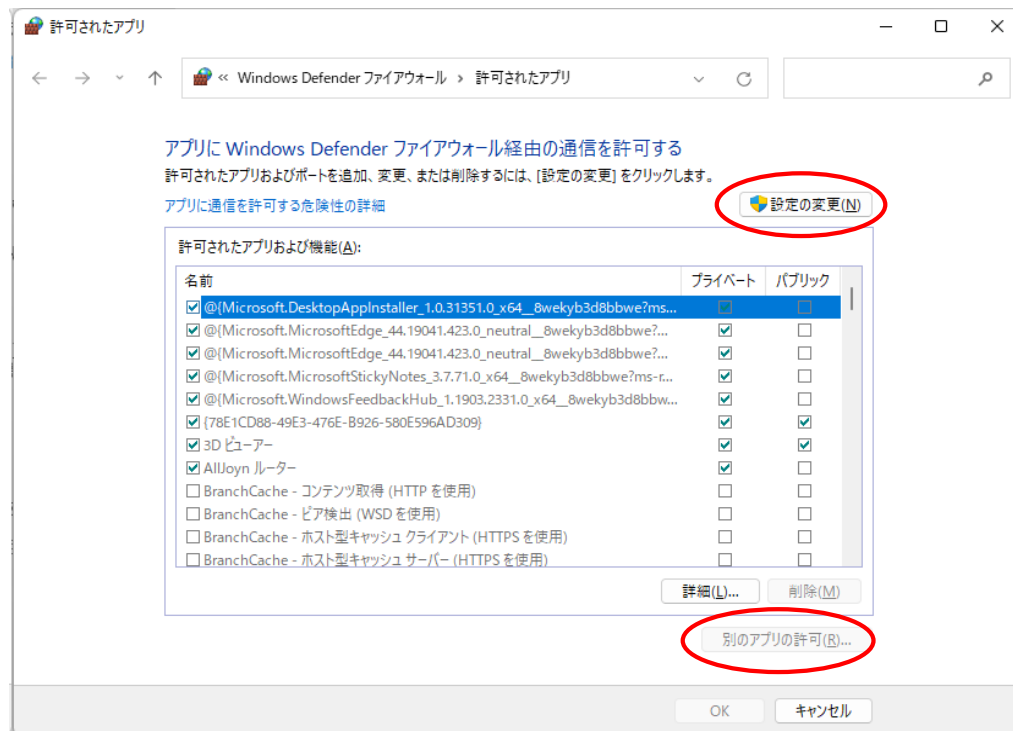 許可されたアプリ
« Windows Defender ファイアウォール › 許可されたアプリ
アプリに Windows Defender ファイアウォール経由の通信を許可する
許可されたアプリおよびポートを追加、変更、または削除するには、[設定の変更] をクリックします。
アプリに通信を許可する危険性の詳細
設定の変更(N)
許可されたアプリおよび機能(A):
名前 プライベート パブリック
@{Microsoft.DesktopAppInstaller_1.0.31351.0_x64__8wekyb3d8bbwe?ms...
@{Microsoft.MicrosoftEdge_44.19041.423.0_neutral__8wekyb3d8bbwe?...
@{Microsoft.MicrosoftEdge_44.19041.423.0_neutral__8wekyb3d8bbwe?...
@{Microsoft.MicrosoftStickyNotes_3.7.71.0_x64__8wekyb3d8bbwe?ms-r...
@{Microsoft.WindowsFeedbackHub_1.1903.2331.0_x64__8wekyb3d8bbw...
{78E1CD88-49E3-476E-B926-580E596AD309}
3D ビューアー
AllJoyn ルーター
BranchCache - コンテンツ取得 (HTTP を使用)
BranchCache - ピア検出 (WSD を使用)
BranchCache - ホスト型キャッシュ クライアント (HTTPS を使用)
BranchCache - ホスト型キャッシュ サーバー (HTTPS を使用)
詳細(L)... 削除(M)
別のアプリの許可(R)...
OK キャンセル